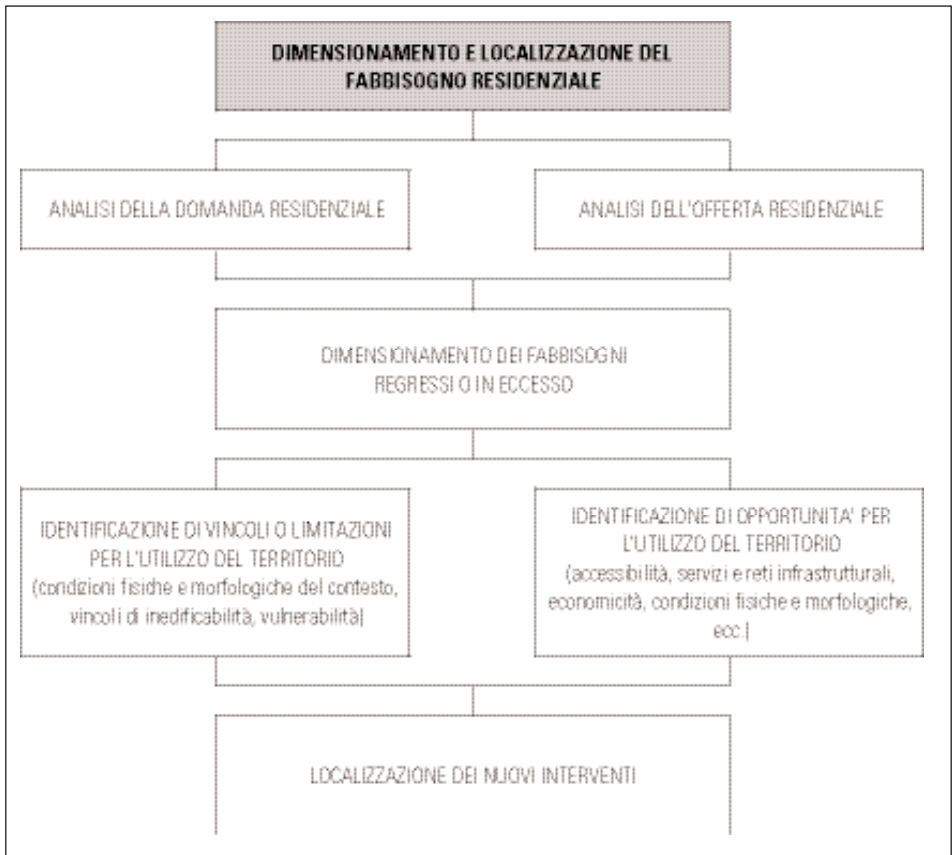 DIMENSIONAMENTO E LOCALIZZAZIONE DEL
FABBISOGNO RESIDENZIALE
ANALISI DELLA DOMANDA RESIDENZIALE
ANALISI DELL'OFFERTA RESIDENZIALE
DIMENSIONAMENTO DEI FABBISOGNI
REGRESSI O IN ECCESSO
IDENTIFICAZIONE DI VINCOLI O LIMITAZIONI
PER L'UTILIZZO DEL TERRITORIO
(condizioni fisiche e morfologiche del contesto,
vincoli di inedificabilità, vulnerabilità)
IDENTIFICAZIONE DI OPPORTUNITA' PER
L'UTILIZZO DEL TERRITORIO
(accessibilità, servizi e reti infrastrutturali,
economicità, condizioni fisiche e morfologiche,
ecc.)
LOCALIZZAZIONE DEI NUOVI INTERVENTI